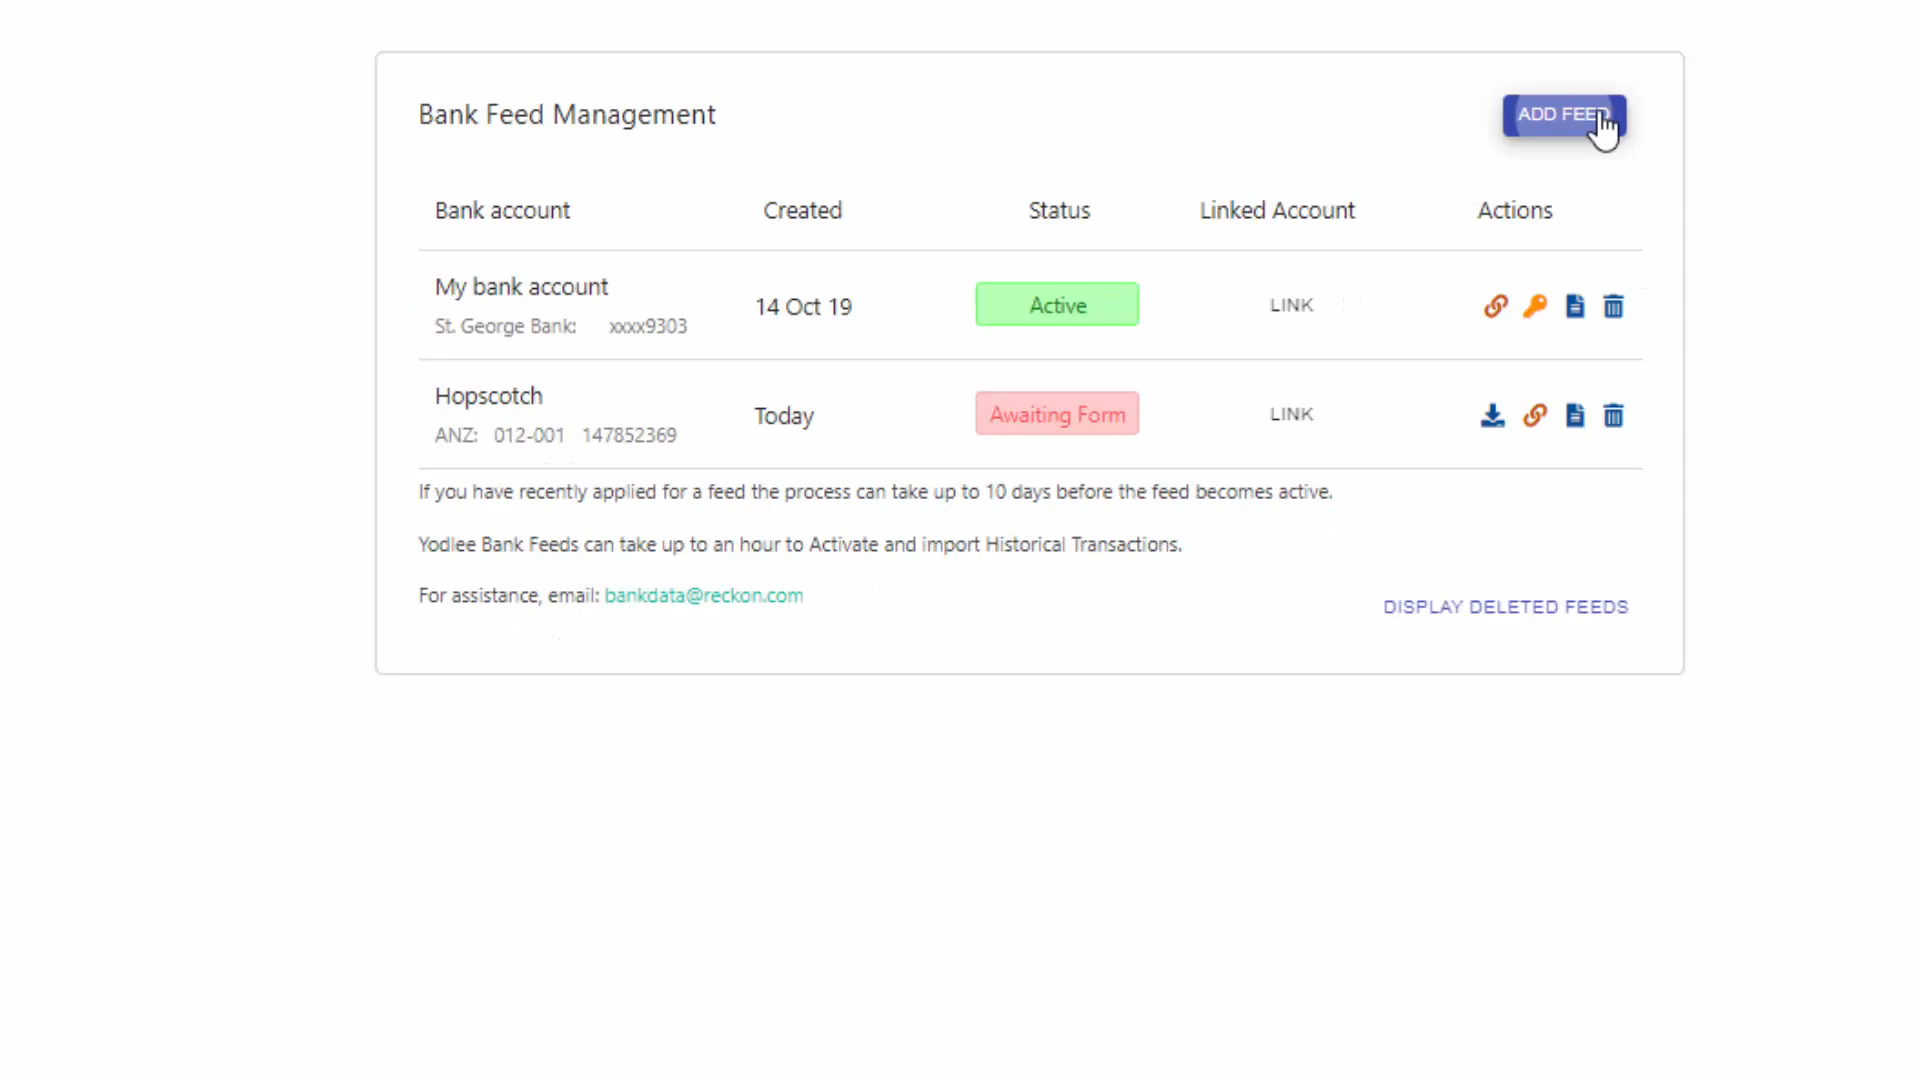 Bank Feed Management
ADD FEED
Bank account Created Status Linked Account Actions
My bank account
St. George Bank: xxxx9303
14 Oct 19
Active
LINK
Hopscotch
ANZ: 012-001 147852369
Today
Awaiting Form
LINK
If you have recently applied for a feed the process can take up to 10 days before the feed becomes active.
Yodlee Bank Feeds can take up to an hour to Activate and import Historical Transactions.
For assistance, email: bankdata@reckon.com
DISPLAY DELETED FEEDS